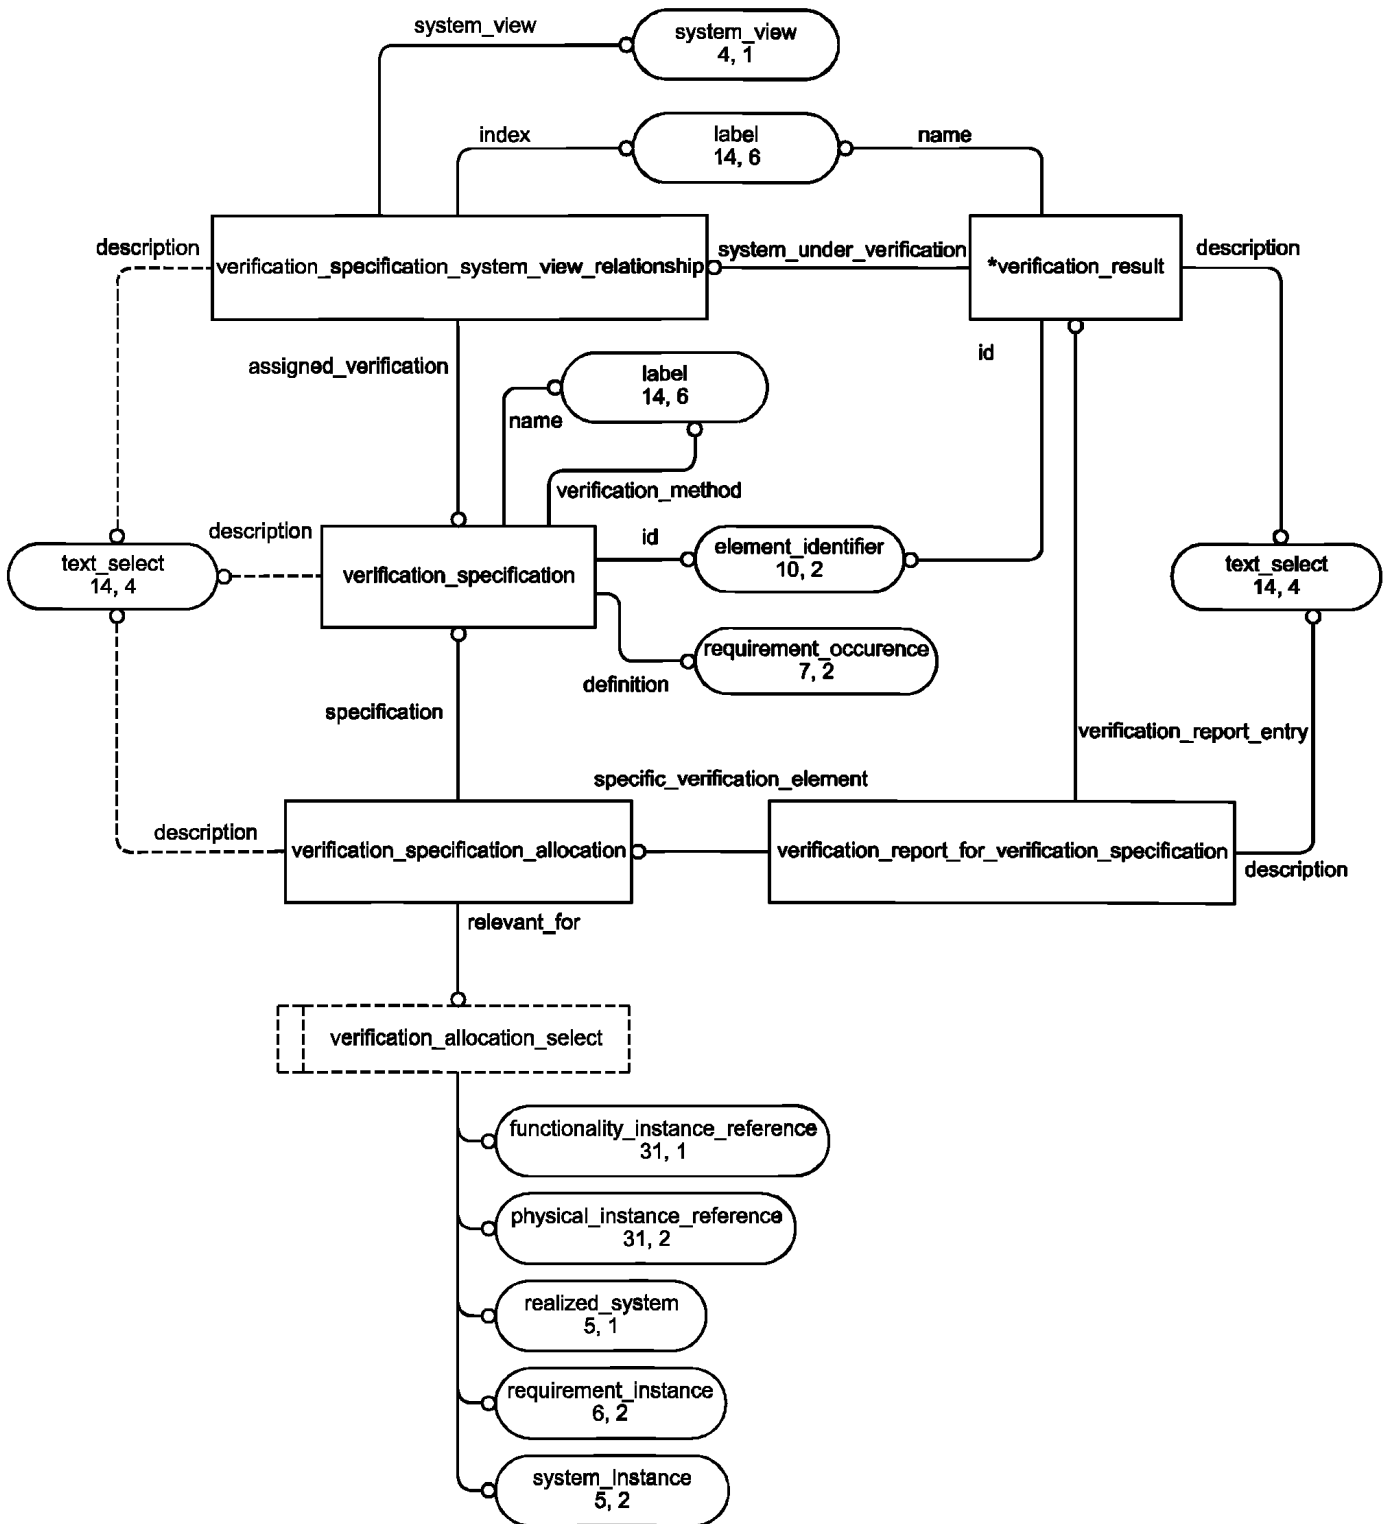 system_view
system_view
4, 1
index
label
14, 6
name
description
verification_specification_system_view_relationship
system_under_verification
*verification_result
description
assigned_verification
id
label
14, 6
name
verification_method
description
id
element_identifier
10, 2
text_select
14, 4
verification_specification
text_select
14, 4
requirement_occurence
7, 2
definition
specification
verification_report_entry
specific_verification_element
description
verification_specification_allocation
verification_report_for_verification_specification
description
relevant_for
verification_allocation_select
functionality_instance_reference
31, 1
physical_instance_reference
31, 2
realized_system
5, 1
requirement_instance
6, 2
system_instance
5, 2